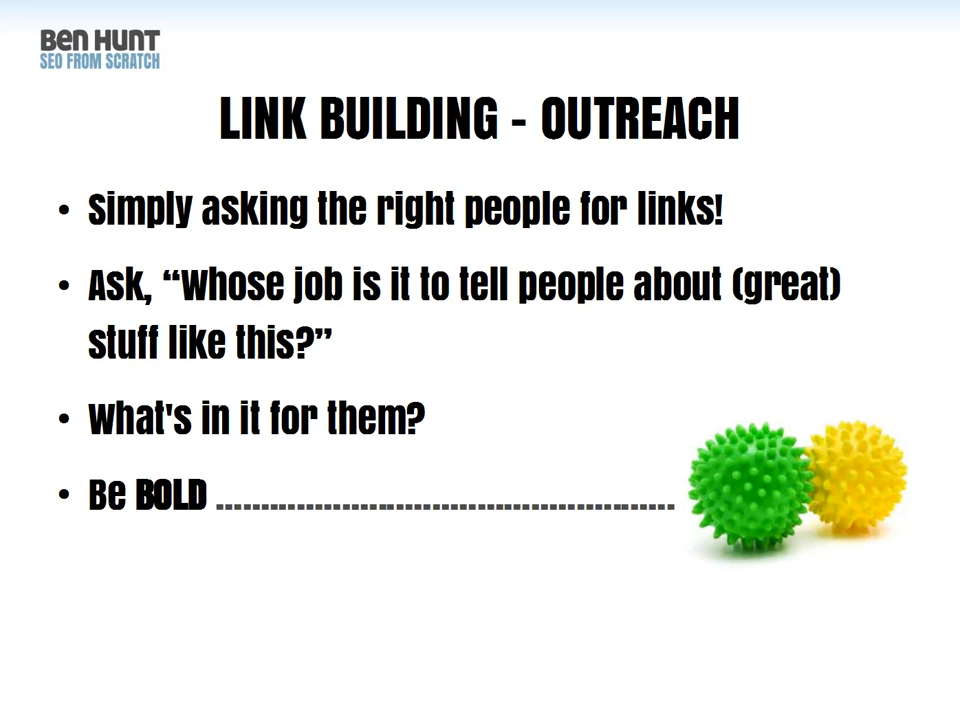 Ben Hunt
SEO FROM SCRATCH
LINK BUILDING - OUTREACH
• Simply asking the right people for links!
• Ask, “Whose job is it to tell people about (great)
stuff like this?”
• What's in it for them?
• Be BOLD ...................................................